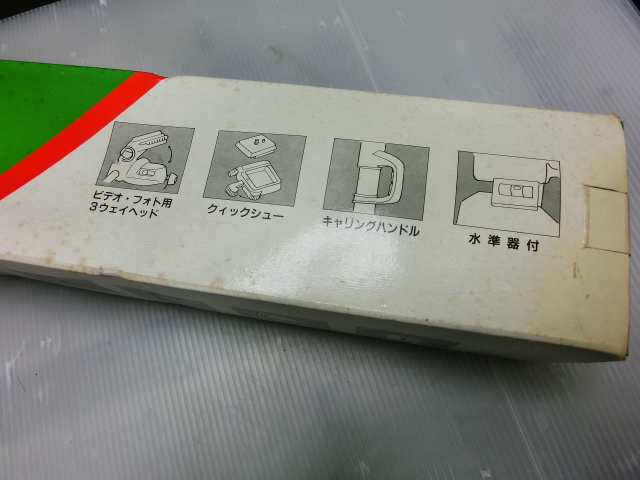 ビデオ・フォト用
3ウェイヘッド
クィックシュー
キャリングハンドル
水準器付